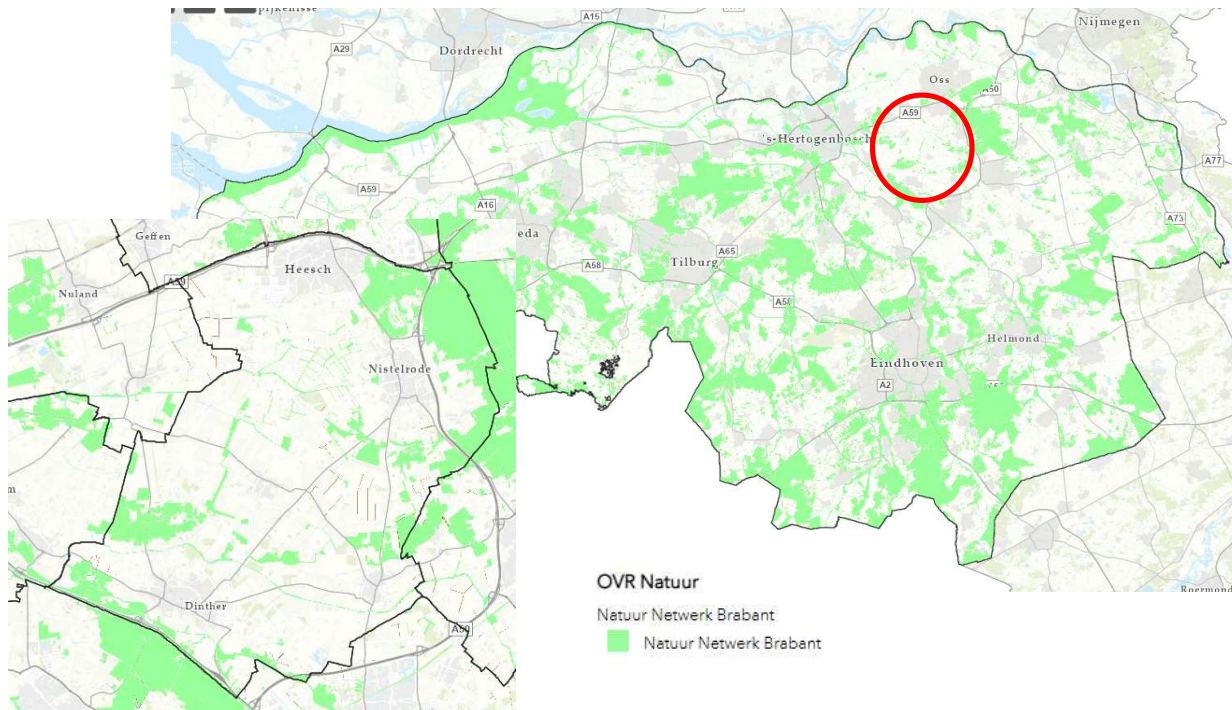 A15
Nijmegen
A29
Dordrecht
Oss
A50
A59
's-Hertogenbosch
A77
A59
A16
A73
Geffen
eda
A65
A58
Tilburg
Heesch
A59
Nuland
A58
Helmond
Nistelrode
Eindhoven
A2
m
OVR Natuur
Natuur Netwerk Brabant
Natuur Netwerk Brabant
Dinther
A50
Roermond